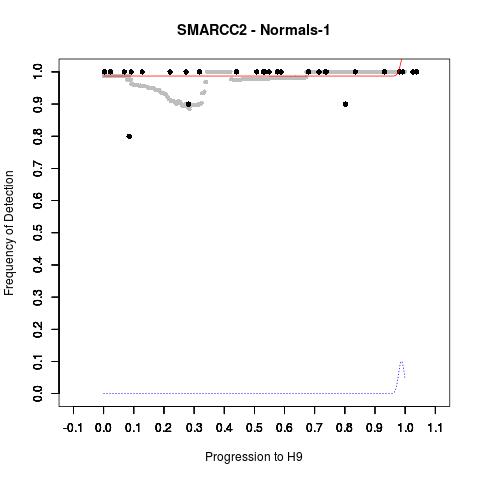 SMARCC2 - Normals-1
1.0
0.9
0.8
0.7
0.6
0.5
0.4
0.3
0.2
0.1
0.0
Frequency of Detection
-0.1 0.0 0.1 0.2 0.3 0.4 0.5 0.6 0.7 0.8 0.9 1.0 1.1
Progression to H9